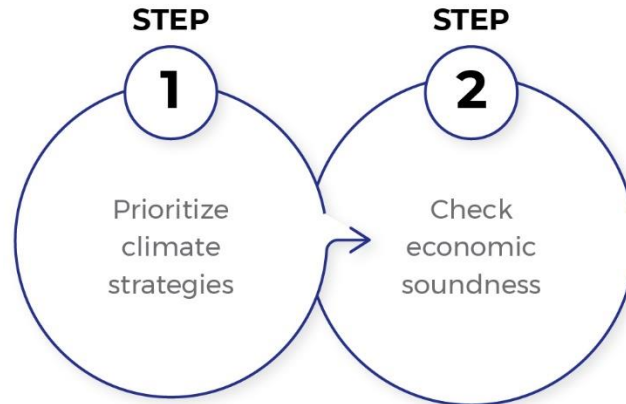 STEP
1
Prioritize
climate
strategies
STEP
2
Check
economic
soundness